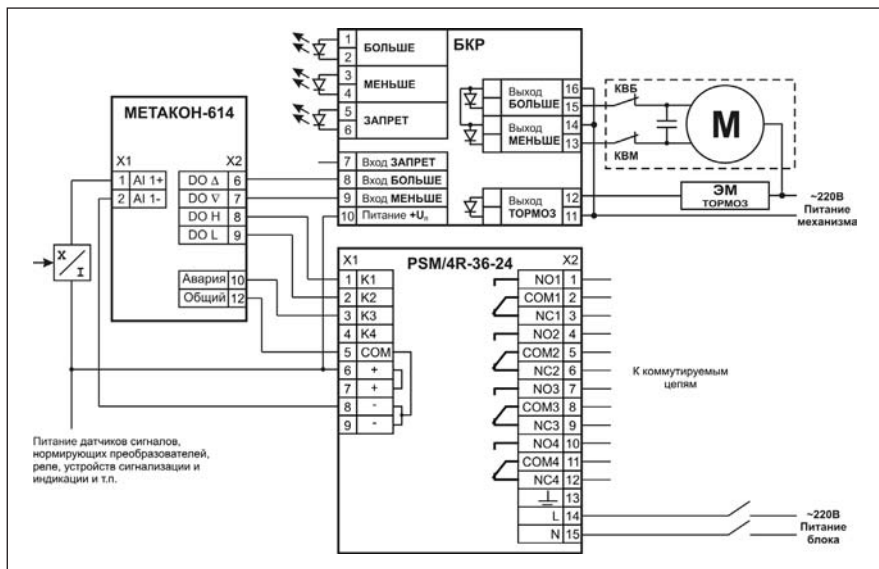 БКР
1
2
БОЛЬШЕ
3
4
МЕНЬШЕ
5
6
ЗАПРЕТ
7 Вход ЗАПРЕТ
8 Вход БОЛЬШЕ
9 Вход МЕНЬШЕ
10 Питание +Uп
Выход БОЛЬШЕ
16
15
Выход МЕНЬШЕ
14
13
Выход ТОРМОЗ
12
11
КВБ
КВМ
М
ЭМ
ТОРМОЗ
~220В
Питание
механизма
МЕТАКОН-614
X1
X2
1 AI 1+
2 AI 1-
DO Δ 6
DO ∇ 7
DO H 8
DO L 9
Авария 10
Общий 12
X
I
Питание датчиков сигналов,
нормирующих преобразователей,
реле, устройств сигнализации и
индикации и т.п.
PSM/4R-36-24
X1
X2
1 K1
2 K2
3 K3
4 K4
5 COM
6 +
7 +
8 -
9 -
NO1 1
COM1 2
NC1 3
NO2 4
COM2 5
NC2 6
NO3 7
COM3 8
NC3 9
NO4 10
COM4 11
NC4 12
13
L 14
N 15
К коммутируемым
цепям
~220В
Питание
блока